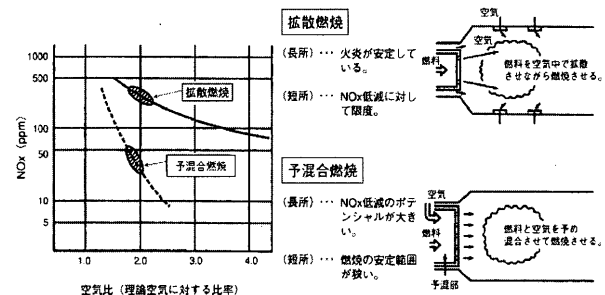 1000
500
100
50
10
5
NOx (ppm)
1.0
2.0
3.0
4.0
空気比 (理論空気に対する比率)
拡散燃焼
予混合燃焼
拡散燃焼
(長所) ··· 火炎が安定して
いる。
(短所) ··· NOx低減に対し
て限度。
空気
空気
燃料
燃料を空気中で拡散
させながら燃焼させる。
予混合燃焼
(長所) ··· NOx低減のポテ
ンシャルが大き
い。
(短所) ··· 燃焼の安定範囲
が狭い。
空気
燃料
予混部
燃料と空気を予め
混合させて燃焼させる。